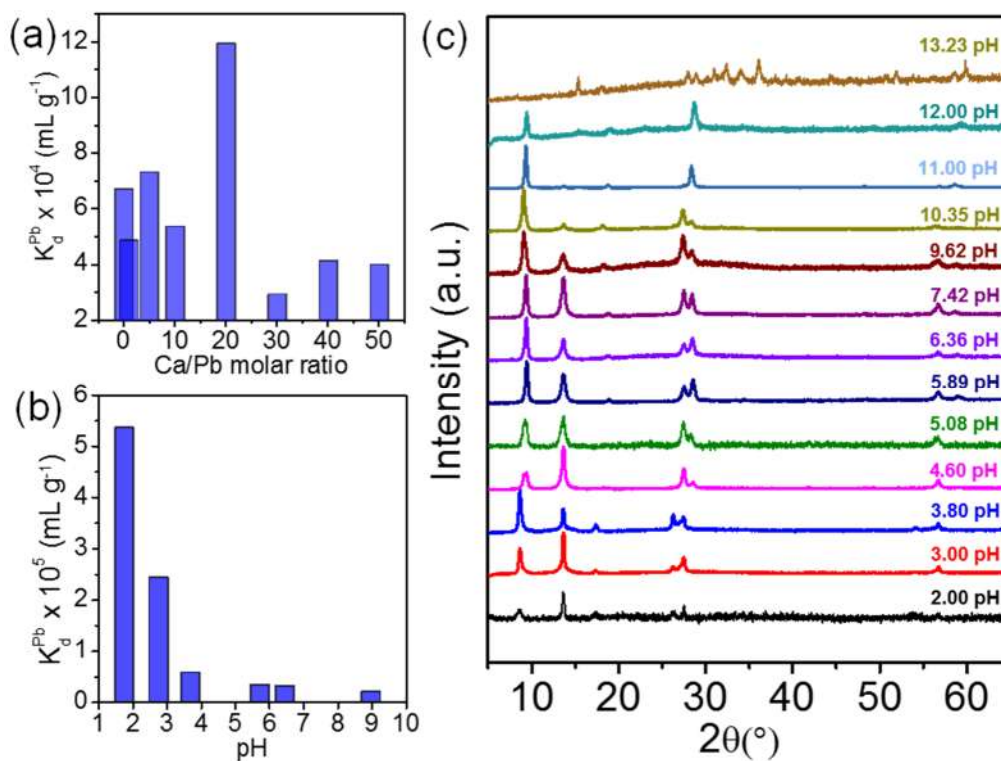 (a)
12
10
8
6
4
2
K_d^Pb x 10^4 (mL g^-1)
0 10 20 30 40 50
Ca/Pb molar ratio
(b)
6
5
4
3
2
1
0
K_d^Pb x 10^5 (mL g^-1)
1 2 3 4 5 6 7 8 9 10
pH
(c)
Intensity (a.u.)
13.23 pH
12.00 pH
11.00 pH
10.35 pH
9.62 pH
7.42 pH
6.36 pH
5.89 pH
5.08 pH
4.60 pH
3.80 pH
3.00 pH
2.00 pH
10 20 30 40 50 60
2θ(°)